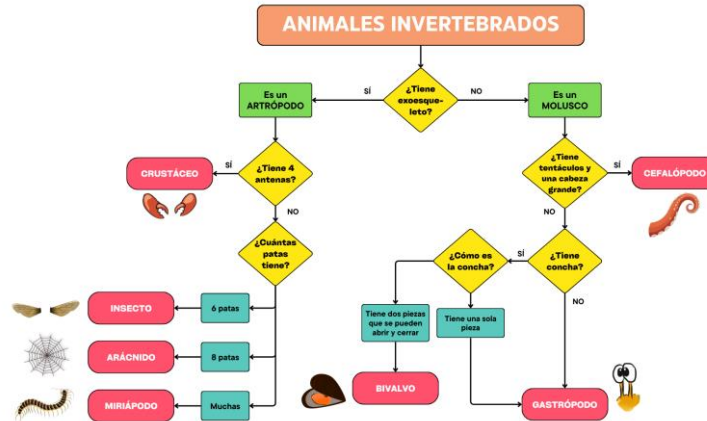 ANIMALES INVERTEBRADOS
¿Tiene
exoesque-
leto?
SÍ
NO
Es un
ARTRÓPODO
Es un
MOLUSCO
¿Tiene 4
antenas?
SÍ
CRUSTÁCEO
NO
¿Cuántas
patas
tiene?
6 patas
INSECTO
8 patas
ARÁCNIDO
Muchas
MIRIÁPODO
¿Tiene
tentáculos y
una cabeza
grande?
SÍ
CEFALÓPODO
NO
¿Tiene
concha?
SÍ
NO
¿Cómo es
la concha?
Tiene dos piezas
que se pueden
abrir y cerrar
Tiene una sola
pieza
BIVALVO
GASTRÓPODO